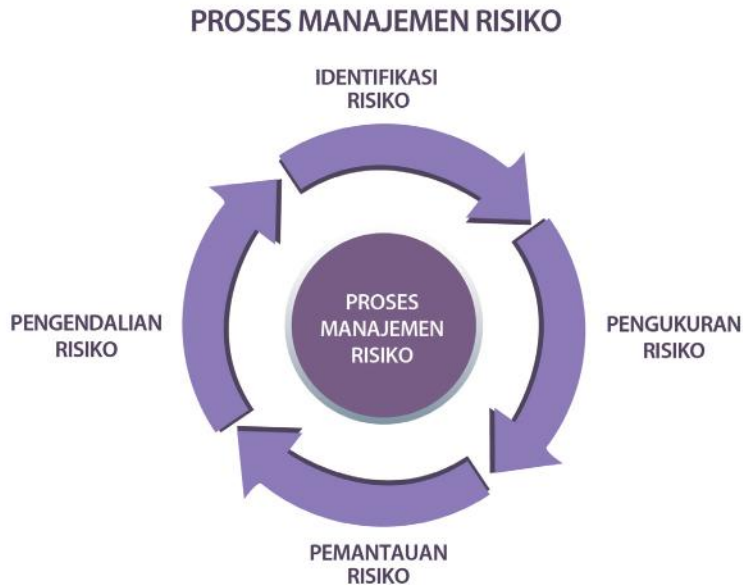 PROSES MANAJEMEN RISIKO
IDENTIFIKASI
RISIKO
PENGENDALIAN
RISIKO
PROSES
MANAJEMEN
RISIKO
PENGUKURAN
RISIKO
PEMANTAUAN
RISIKO